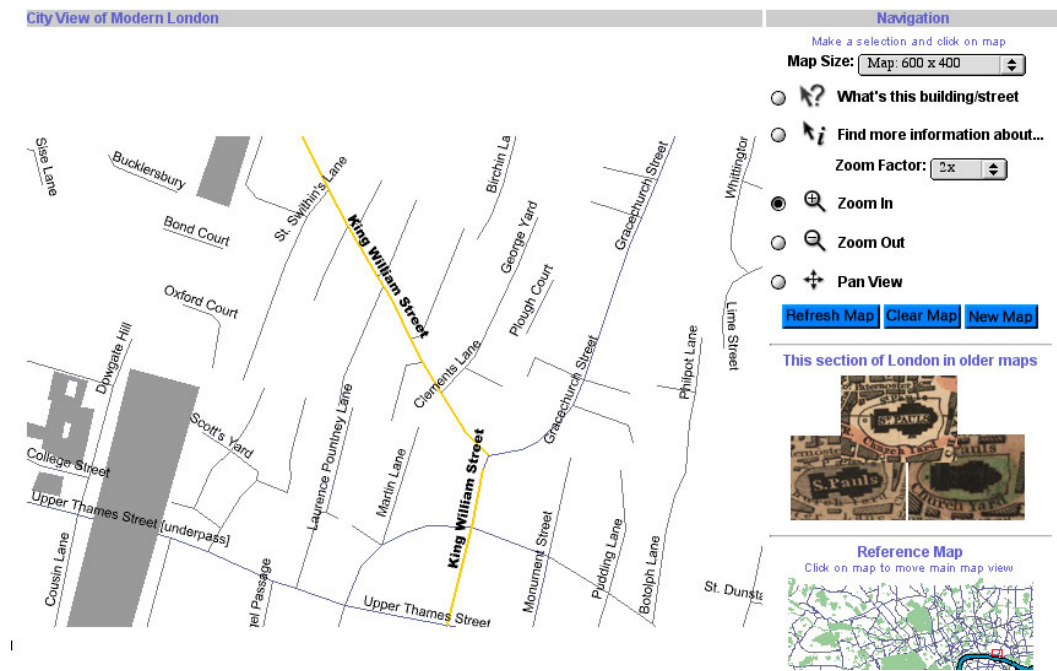 City View of Modern London
Navigation
Make a selection and click on map
Map Size: Map: 600 x 400
What's this building/street
Find more information about...
Zoom Factor: 2x
Zoom In
Zoom Out
Pan View
Refresh Map Clear Map New Map
This section of London in older maps
St PAULS
Church Yard
S. Pauls
Church Yard
Reference Map
Click on map to move main map view
Sise Lane
Bucklersbury
St. Swithin's Lane
Birchin La
Gracechurch Street
Whittington
Bond Court
King William Street
George Yard
Oxford Court
Plough Court
Lime Street
Dowgate Hill
Clements Lane
Gracechurch Street
Philpot Lane
Scott's Yard
Laurence Pountney Lane
Martin Lane
King William Street
College Street
Upper Thames Street [underpass]
Cousin Lane
gel Passage
Upper Thames Street
Monument Street
Pudding Lane
Botolph Lane
St. Dunsta